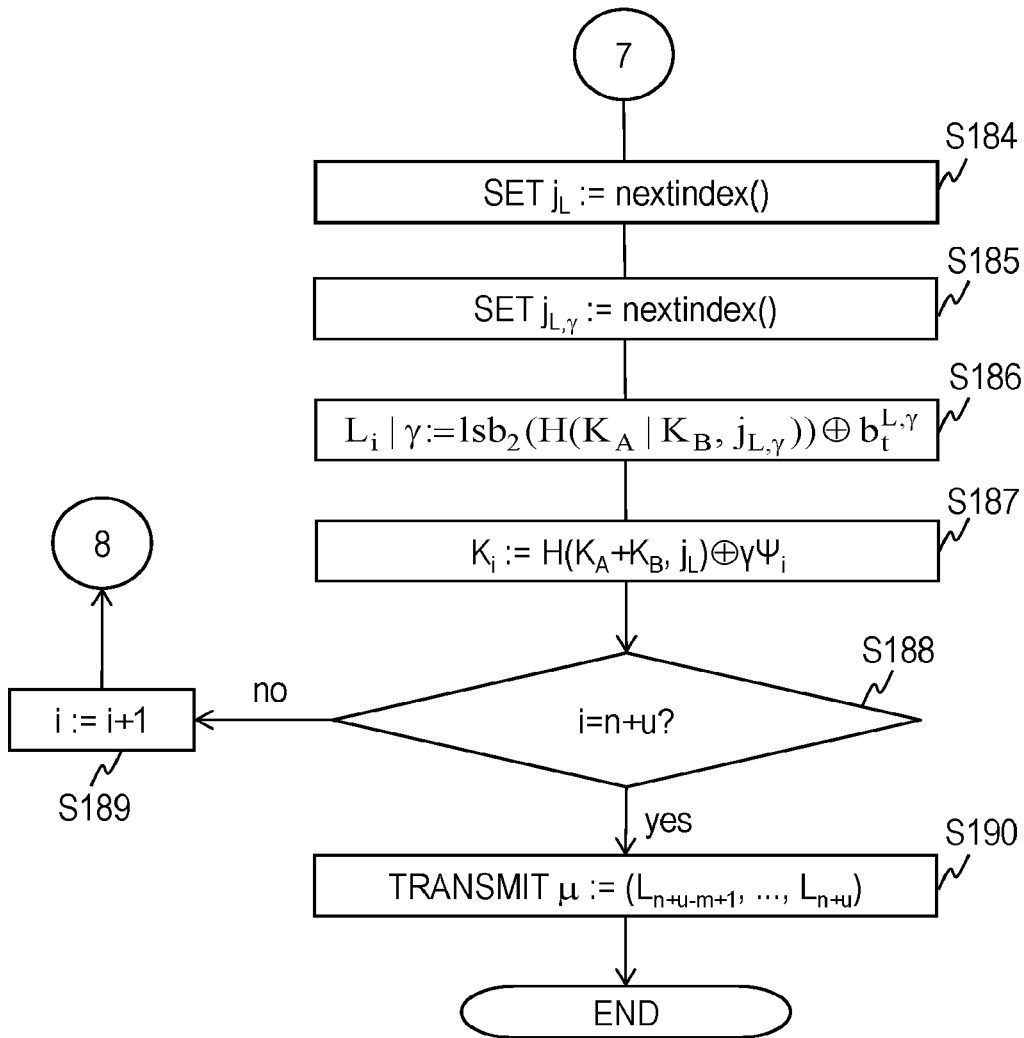 7
S184
SET j_L := nextindex()
S185
SET j_{L,γ} := nextindex()
S186
L_i | γ := lsb_2(H(K_A | K_B, j_{L,γ})) ⊕ b_t^{L,γ}
S187
K_i := H(K_A+K_B, j_L)⊕γΨ_i
8
S188
i=n+u?
no
i := i+1
S189
yes
S190
TRANSMIT μ := (L_{n+u-m+1}, ..., L_{n+u})
END